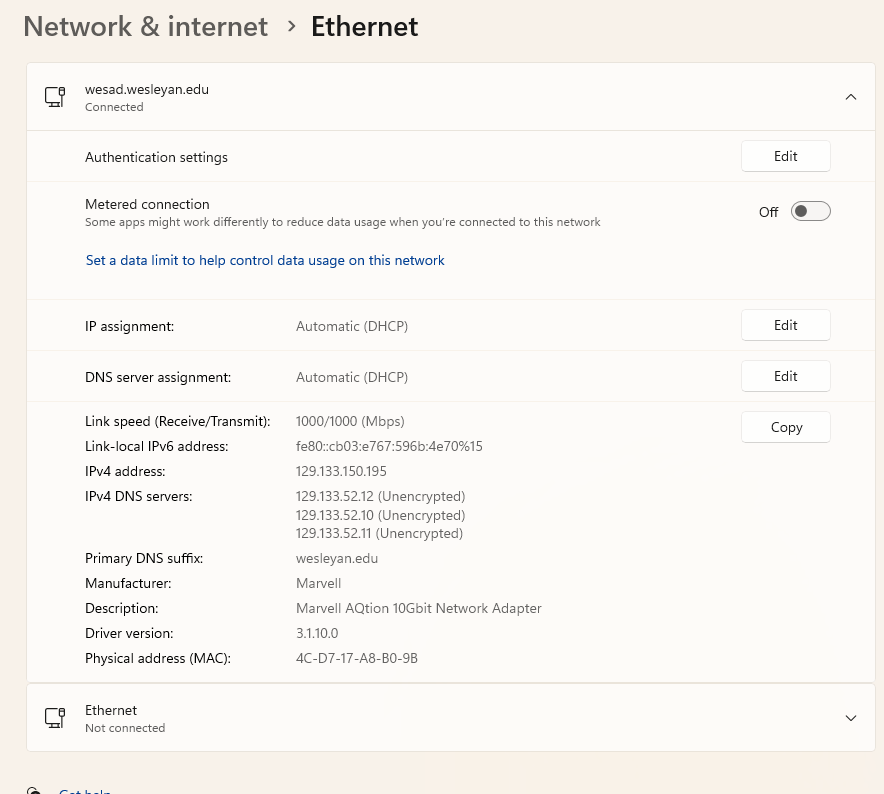 Network & internet > Ethernet
wesad.wesleyan.edu
Connected
Authentication settings Edit
Metered connection
Some apps might work differently to reduce data usage when you're connected to this network
Off
Set a data limit to help control data usage on this network
IP assignment: Automatic (DHCP) Edit
DNS server assignment: Automatic (DHCP) Edit
Link speed (Receive/Transmit): 1000/1000 (Mbps) Copy
Link-local IPv6 address: fe80::cb03:e767:596b:4e70%15
IPv4 address: 129.133.150.195
IPv4 DNS servers: 129.133.52.12 (Unencrypted)
129.133.52.10 (Unencrypted)
129.133.52.11 (Unencrypted)
Primary DNS suffix: wesleyan.edu
Manufacturer: Marvell
Description: Marvell AQtion 10Gbit Network Adapter
Driver version: 3.1.10.0
Physical address (MAC): 4C-D7-17-A8-B0-9B
Ethernet
Not connected
Get help